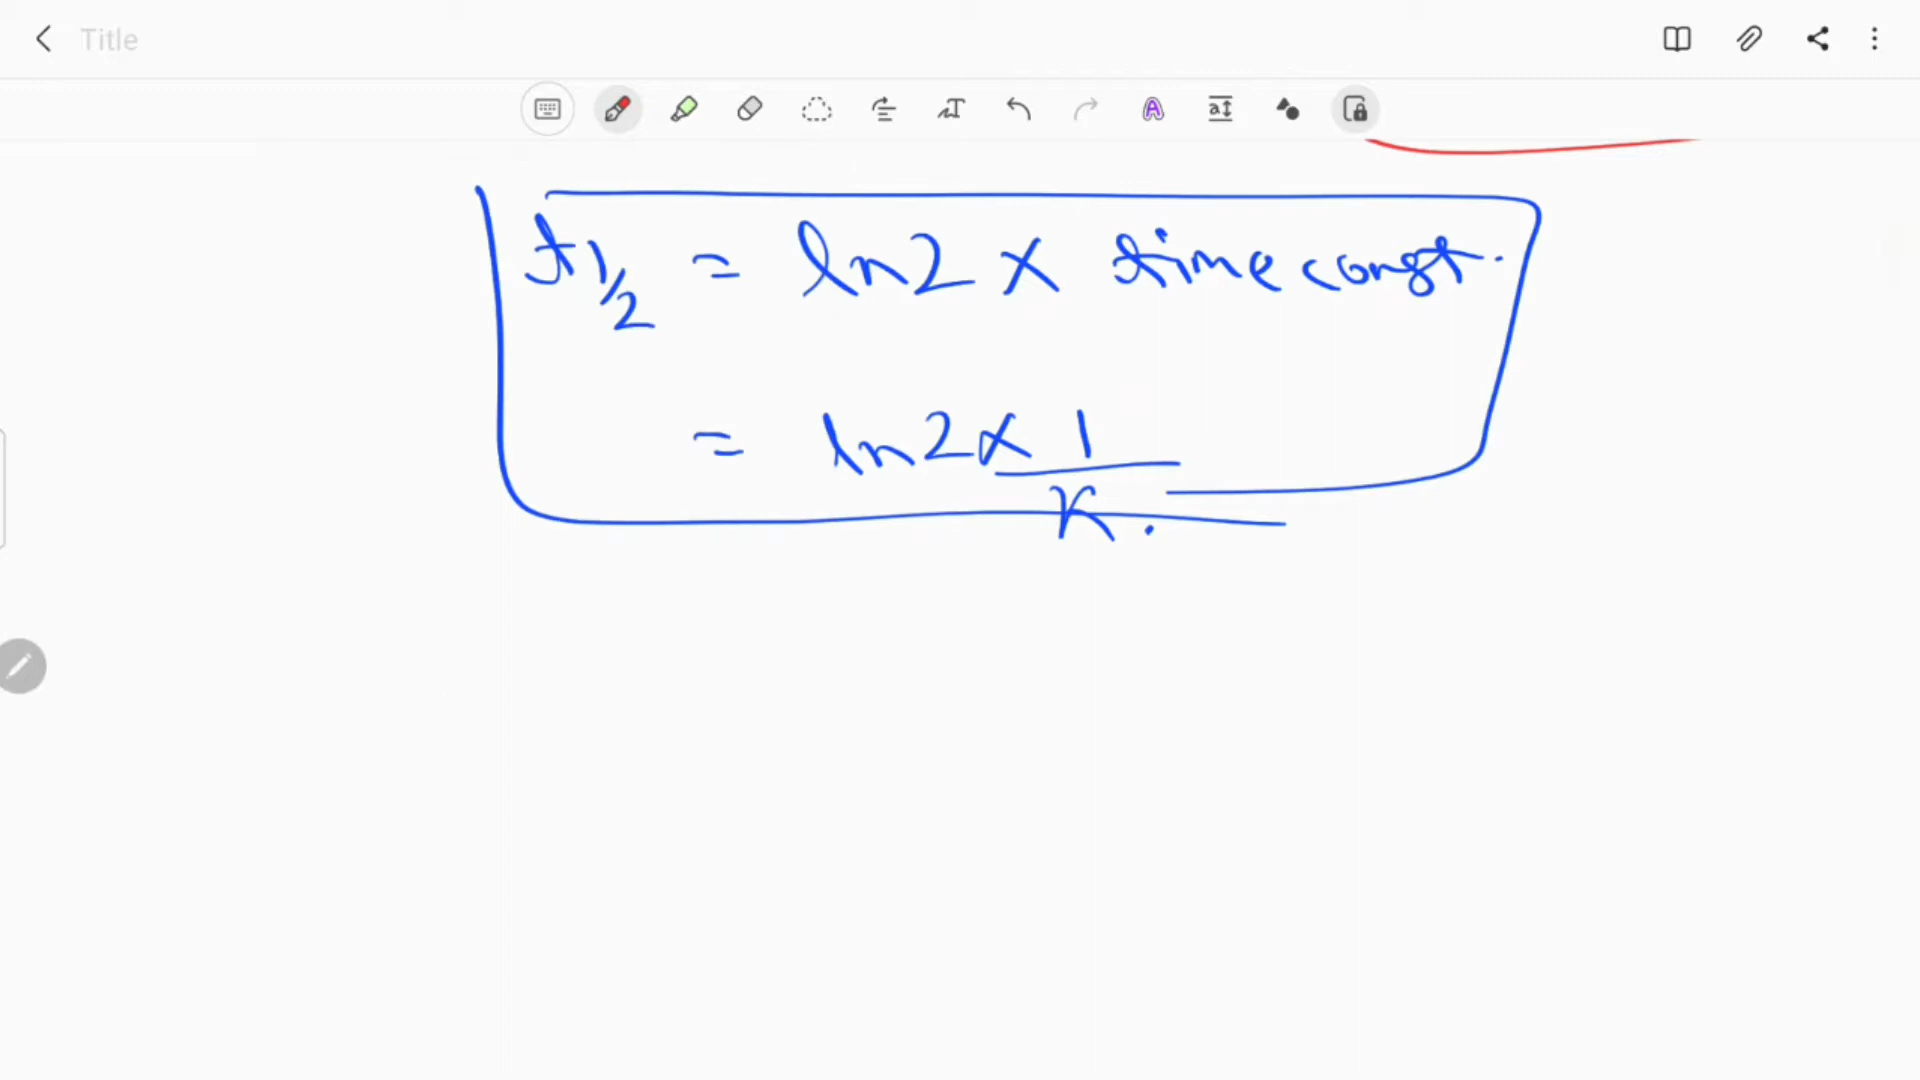 Title
t1/2 = ln2 × time const.
= ln2 × 1/K.